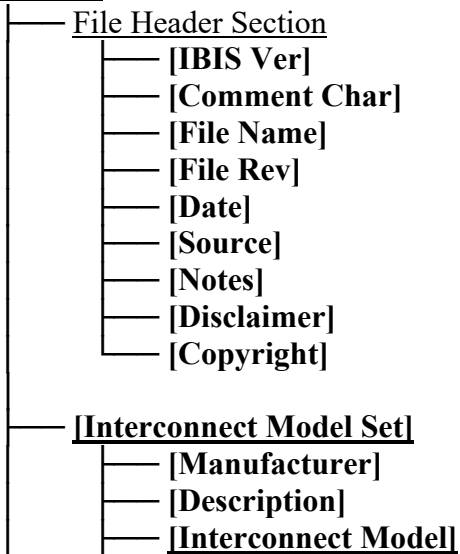 File Header Section
[IBIS Ver]
[Comment Char]
[File Name]
[File Rev]
[Date]
[Source]
[Notes]
[Disclaimer]
[Copyright]
[Interconnect Model Set]
[Manufacturer]
[Description]
[Interconnect Model]